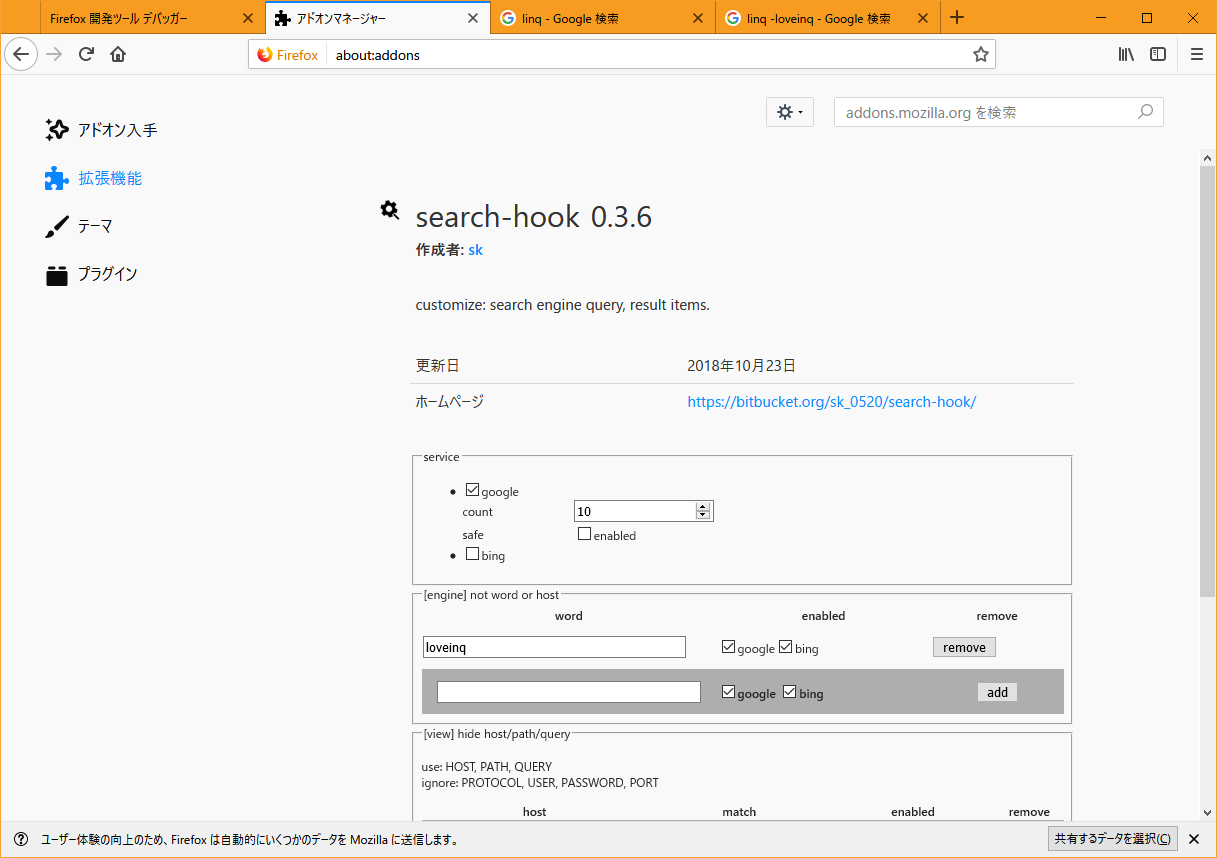 Firefox 開発ツール デバッガー
アドオンマネージャー
linq - Google 検索
linq -loveinq - Google 検索
Firefox
about:addons
アドオン入手
addons.mozilla.org を検索
拡張機能
テーマ
プラグイン
search-hook 0.3.6
作成者: sk
customize: search engine query, result items.
更新日 2018年10月23日
ホームページ https://bitbucket.org/sk_0520/search-hook/
service
google
count 10
safe enabled
bing
[engine] not word or host
word enabled remove
loveinq google bing remove
google bing add
[view] hide host/path/query
use: HOST, PATH, QUERY
ignore: PROTOCOL, USER, PASSWORD, PORT
host match enabled remove
ユーザー体験の向上のため、Firefox は自動的にいくつかのデータを Mozilla に送信します。
共有するデータを選択(C)